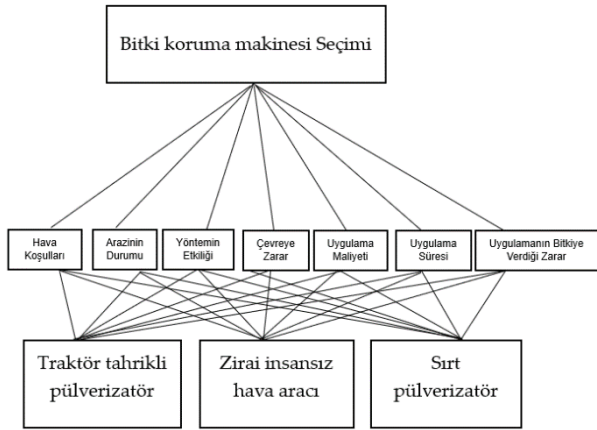 Bitki koruma makinesi Seçimi
Hava
Koşulları
Arazinin
Durumu
Yöntemin
Etkiliği
Çevreye
Zarar
Uygulama
Maliyeti
Uygulama
Süresi
Uygulamanın Bitkiye
Verdiği Zarar
Traktör tahrikli
pülverizatör
Zirai insansız
hava aracı
Sırt
pülverizatör